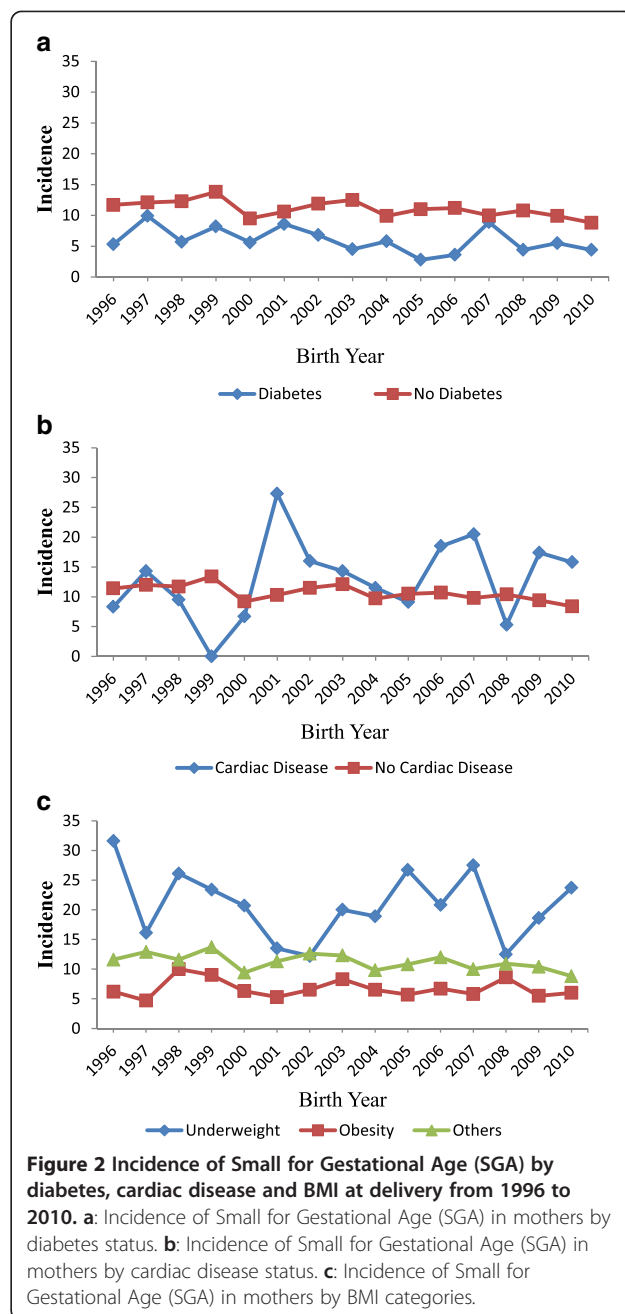 a
35
30
25
20
15
10
5
0
Incidence
1996 1997 1998 1999 2000 2001 2002 2003 2004 2005 2006 2007 2008 2009 2010
Birth Year
Diabetes No Diabetes
b
35
30
25
20
15
10
5
0
Incidence
1996 1997 1998 1999 2000 2001 2002 2003 2004 2005 2006 2007 2008 2009 2010
Birth Year
Cardiac Disease No Cardiac Disease
c
35
30
25
20
15
10
5
0
Incidence
1996 1997 1998 1999 2000 2001 2002 2003 2004 2005 2006 2007 2008 2009 2010
Birth Year
Underweight Obesity Others
Figure 2 Incidence of Small for Gestational Age (SGA) by
diabetes, cardiac disease and BMI at delivery from 1996 to
2010. a: Incidence of Small for Gestational Age (SGA) in mothers by
diabetes status. b: Incidence of Small for Gestational Age (SGA) in
mothers by cardiac disease status. c: Incidence of Small for
Gestational Age (SGA) in mothers by BMI categories.